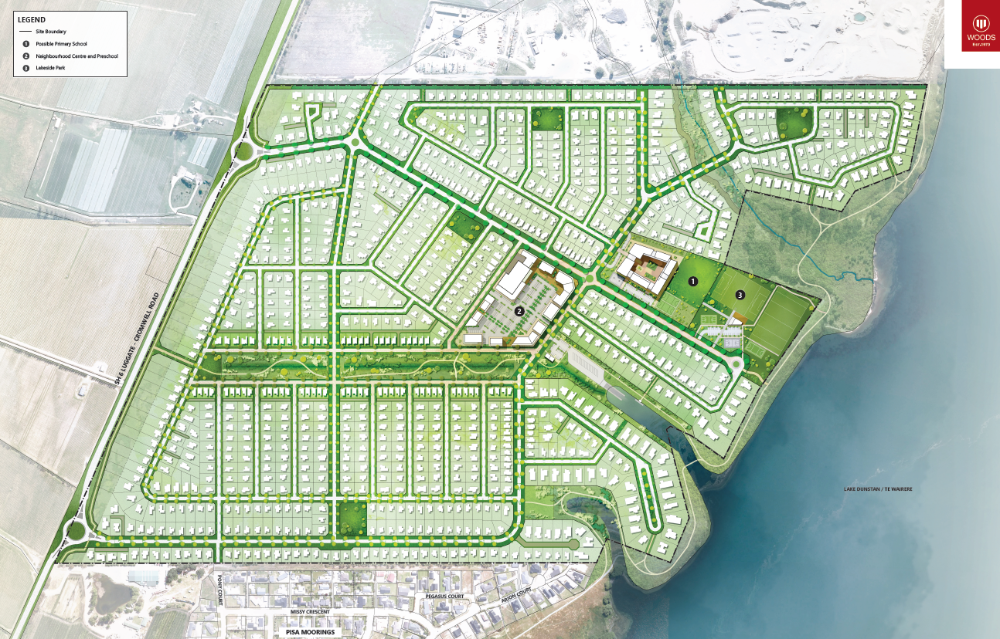 LEGEND
Site Boundary
1 Possible Primary School
2 Neighbourhood Centre and Preschool
3 Lakeside Park
WOODS
EST.1970
1
3
2
SH 6 LUGGATE - CROMWELL ROAD
LAKE DUNSTAN / TE WAIRERE
PONY COURT
PEGASUS COURT
ARION COURT
MISSY CRESCENT
PISA MOORINGS